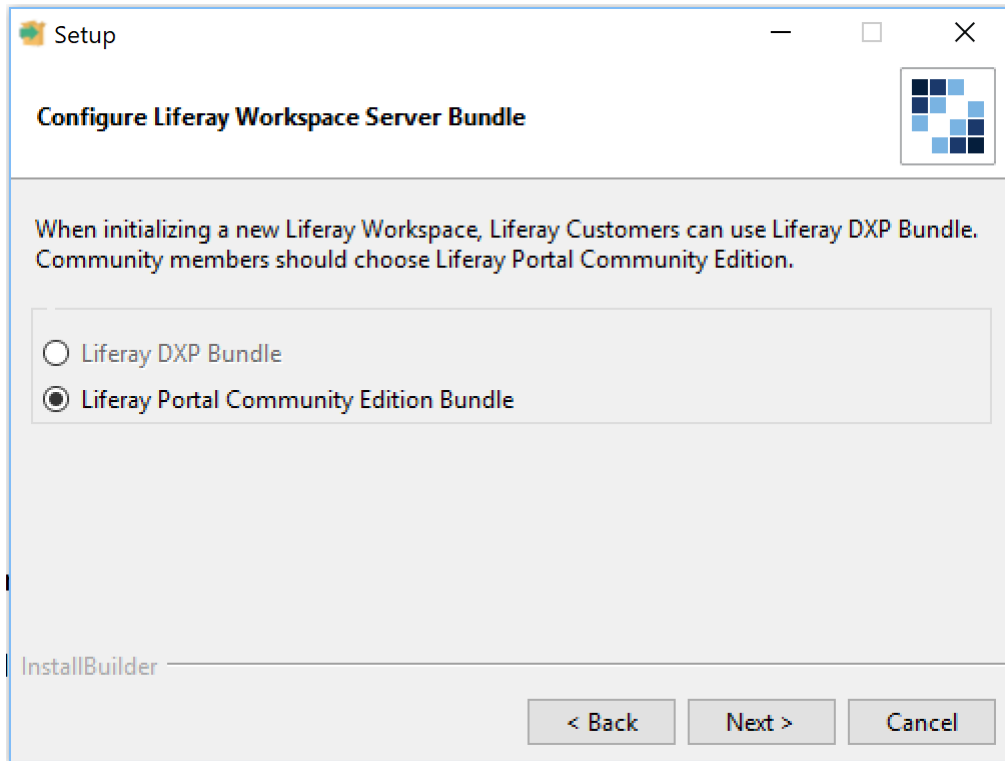 Setup
Configure Liferay Workspace Server Bundle
When initializing a new Liferay Workspace, Liferay Customers can use Liferay DXP Bundle.
Community members should choose Liferay Portal Community Edition.
Liferay DXP Bundle
Liferay Portal Community Edition Bundle
InstallBuilder
< Back Next > Cancel